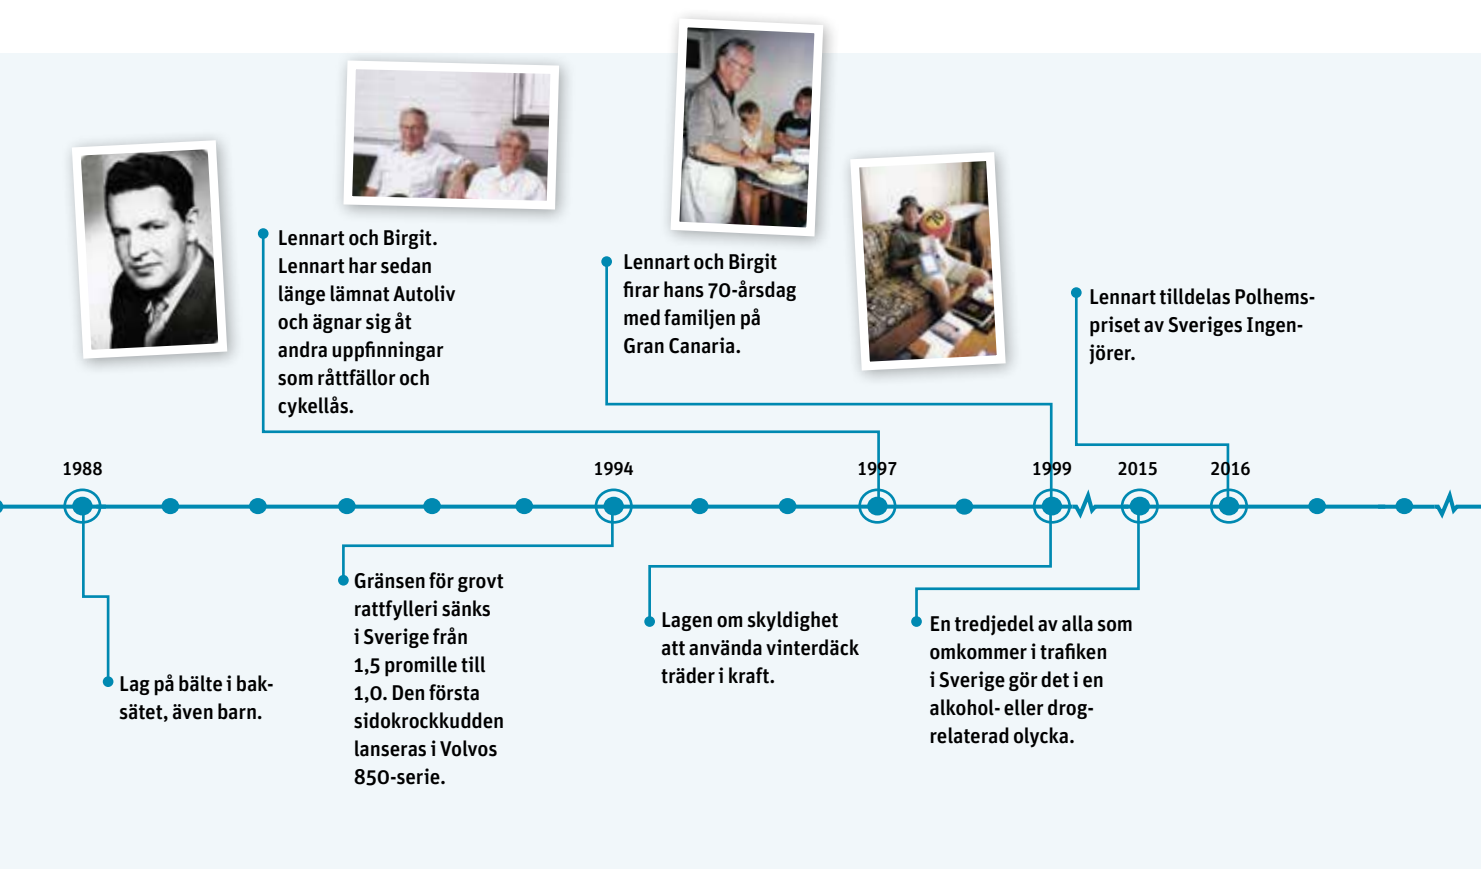 Lennart och Birgit.
Lennart har sedan
länge lämnat Autoliv
och ägnar sig åt
andra uppfinningar
som råttfällor och
cykellås.
Lennart och Birgit
firar hans 70-årsdag
med familjen på
Gran Canaria.
Lennart tilldelas Polhems-
priset av Sveriges Ingen-
jörer.
1988
1994
1997
1999
2015
2016
Lag på bälte i bak-
sätet, även barn.
Gränsen för grovt
rattfylleri sänks
i Sverige från
1,5 promille till
1,0. Den första
sidokrockkudden
lanseras i Volvos
850-serie.
Lagen om skyldighet
att använda vinterdäck
träder i kraft.
En tredjedel av alla som
omkommer i trafiken
i Sverige gör det i en
alkohol- eller drog-
relaterad olycka.